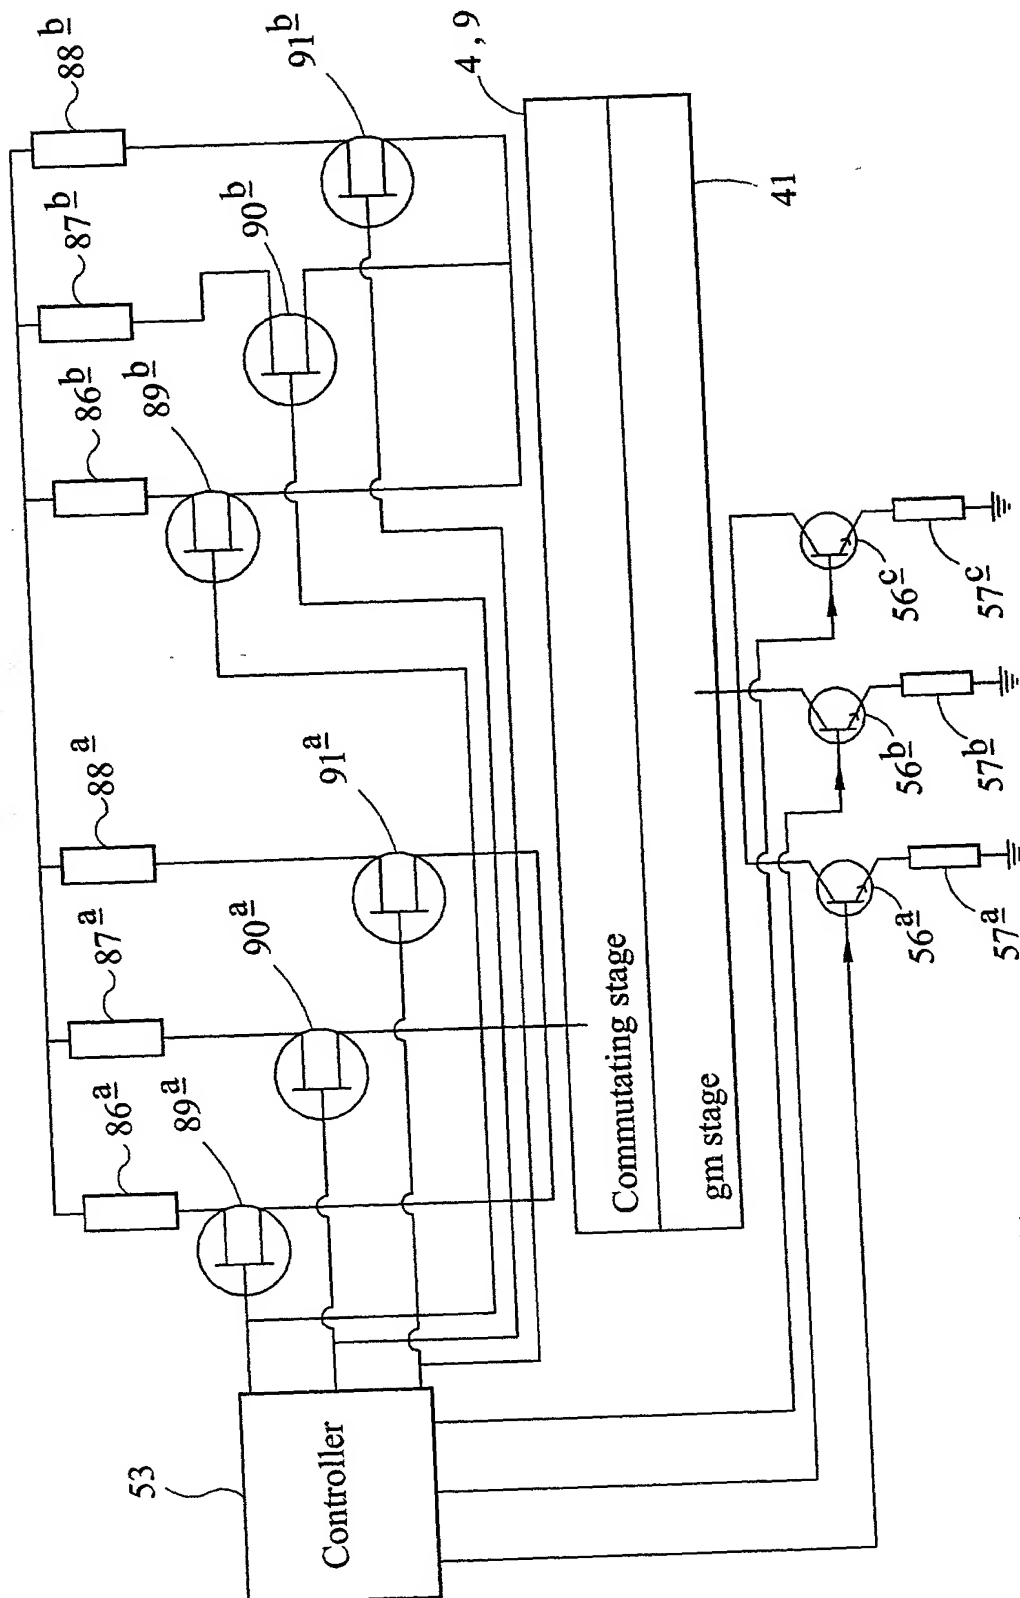 53
Controller
86a
89a
87a
90a
88a
91a
86b
89b
87b
90b
88b
91b
4, 9
41
Commutating stage
gm stage
56a
57a
56b
57b
56c
57c